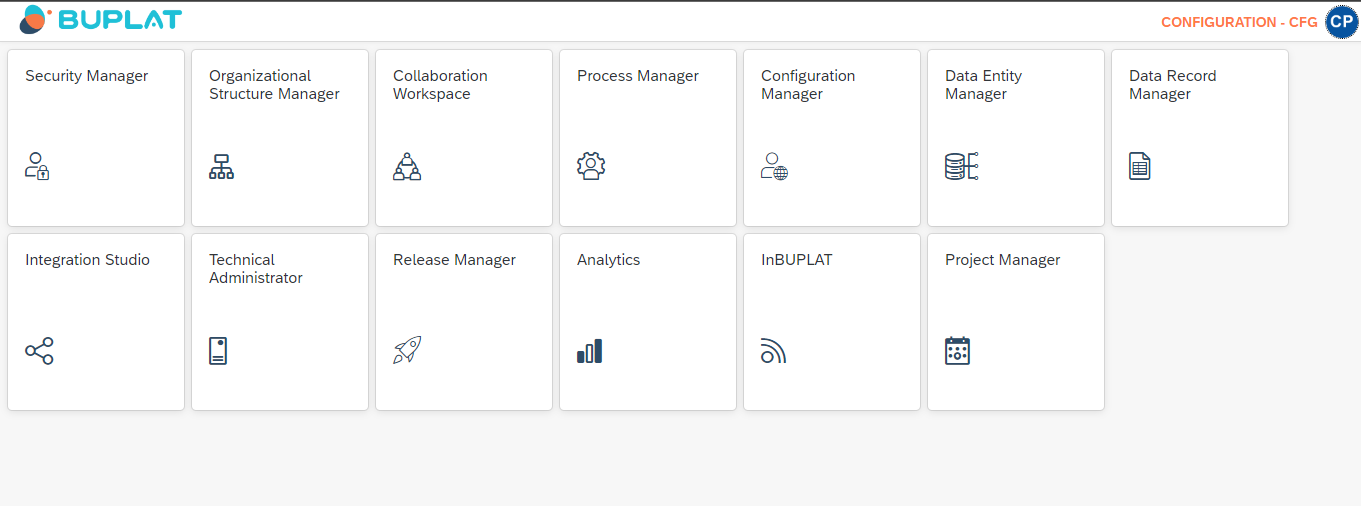 BUPLAT
CONFIGURATION - CFG
CP
Security Manager
Organizational
Structure Manager
Collaboration
Workspace
Process Manager
Configuration
Manager
Data Entity
Manager
Data Record
Manager
Integration Studio
Technical
Administrator
Release Manager
Analytics
InBUPLAT
Project Manager